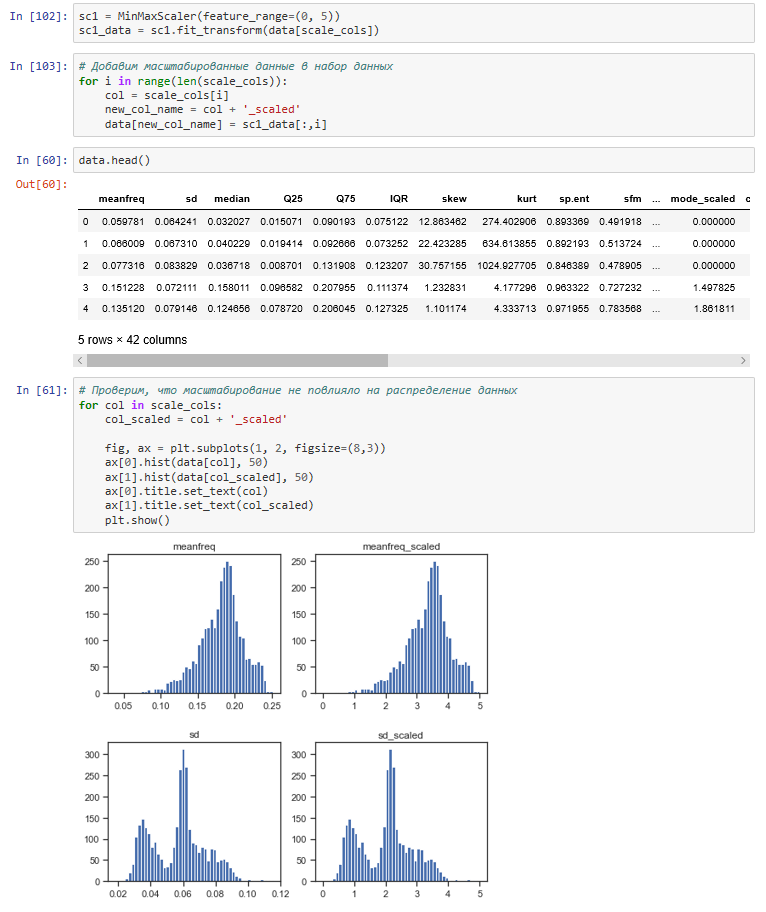 In [102]: sc1 = MinMaxScaler(feature_range=(0, 5))
sc1_data = sc1.fit_transform(data[scale_cols])
In [103]: # Добавим масштабированные данные в набор данных
for i in range(len(scale_cols)):
    col = scale_cols[i]
    new_col_name = col + '_scaled'
    data[new_col_name] = sc1_data[:,i]
In [60]: data.head()
Out[60]:
meanfreq sd median Q25 Q75 IQR skew kurt sp.ent sfm ... mode_scaled c
0 0.059781 0.064241 0.032027 0.015071 0.090193 0.075122 12.863462 274.402906 0.893369 0.491918 ... 0.000000
1 0.066009 0.067310 0.040229 0.019414 0.092666 0.073252 22.423285 634.613855 0.892193 0.513724 ... 0.000000
2 0.077316 0.083829 0.036718 0.008701 0.131908 0.123207 30.757155 1024.927705 0.846389 0.478905 ... 0.000000
3 0.151228 0.072111 0.158011 0.096582 0.207955 0.111374 1.232831 4.177296 0.963322 0.727232 ... 1.497825
4 0.135120 0.079146 0.124656 0.078720 0.206045 0.127325 1.101174 4.333713 0.971955 0.783568 ... 1.861811
5 rows × 42 columns
In [61]: # Проверим, что масштабирование не повлияло на распределение данных
for col in scale_cols:
    col_scaled = col + '_scaled'
    fig, ax = plt.subplots(1, 2, figsize=(8,3))
    ax[0].hist(data[col], 50)
    ax[1].hist(data[col_scaled], 50)
    ax[0].title.set_text(col)
    ax[1].title.set_text(col_scaled)
    plt.show()
meanfreq meanfreq_scaled
250 250
200 200
150 150
100 100
50 50
0 0
0.05 0.10 0.15 0.20 0.25 0 1 2 3 4 5
sd sd_scaled
300 300
250 250
200 200
150 150
100 100
50 50
0 0
0.02 0.04 0.06 0.08 0.10 0.12 0 1 2 3 4 5